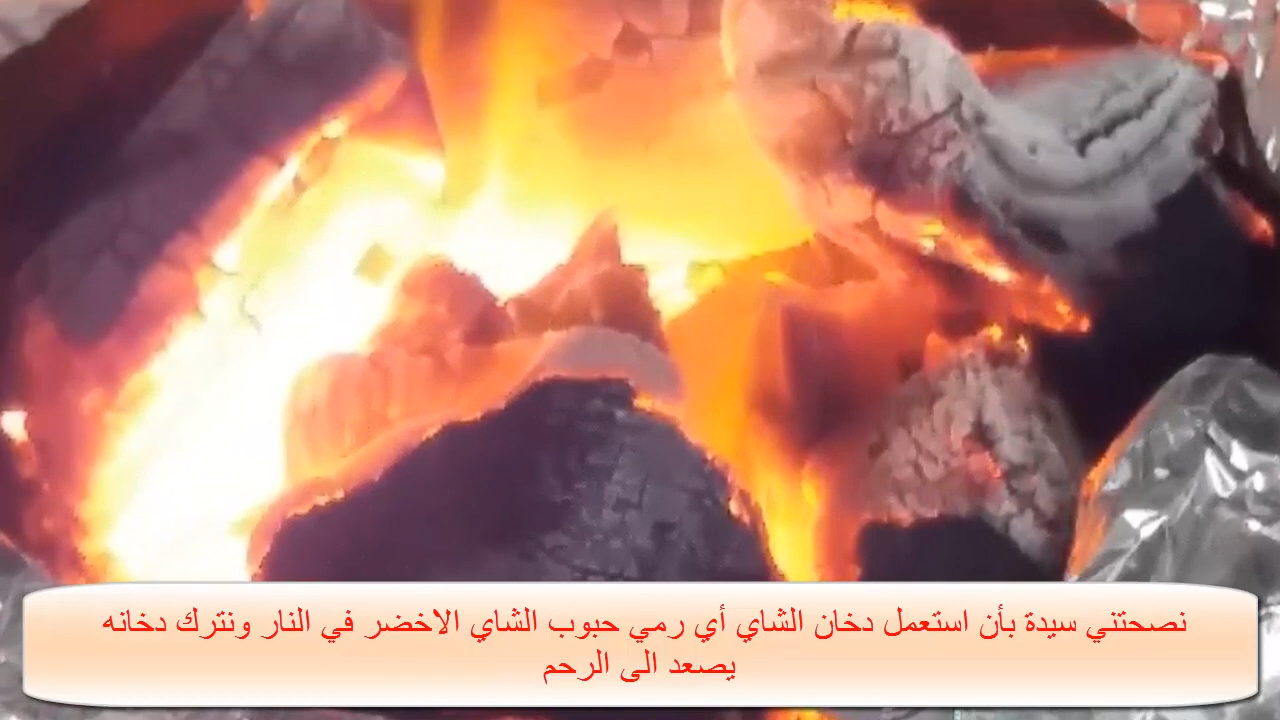 نصحتني سيدة بأن استعمل دخان الشاي أي رمي حبوب الشاي الاخضر في النار ونترك دخانه
يصعد الى الرحم